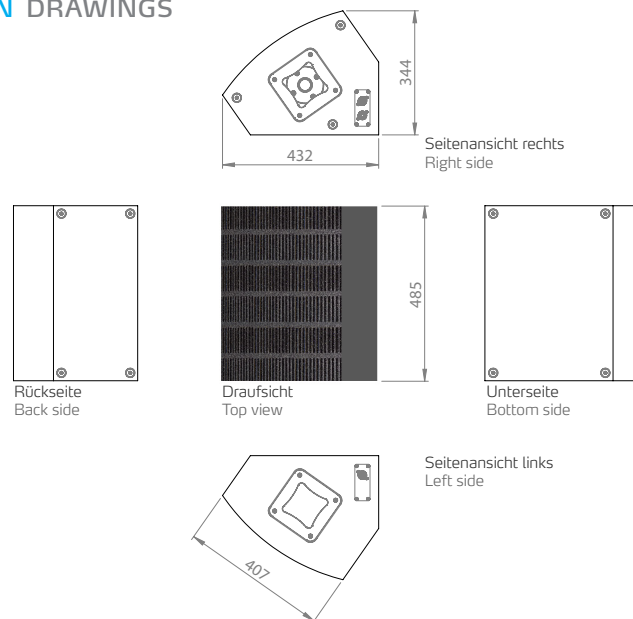 N DRAWINGS
344
432
Seitenansicht rechts
Right side
485
Rückseite
Back side
Draufsicht
Top view
Unterseite
Bottom side
Seitenansicht links
Left side
407